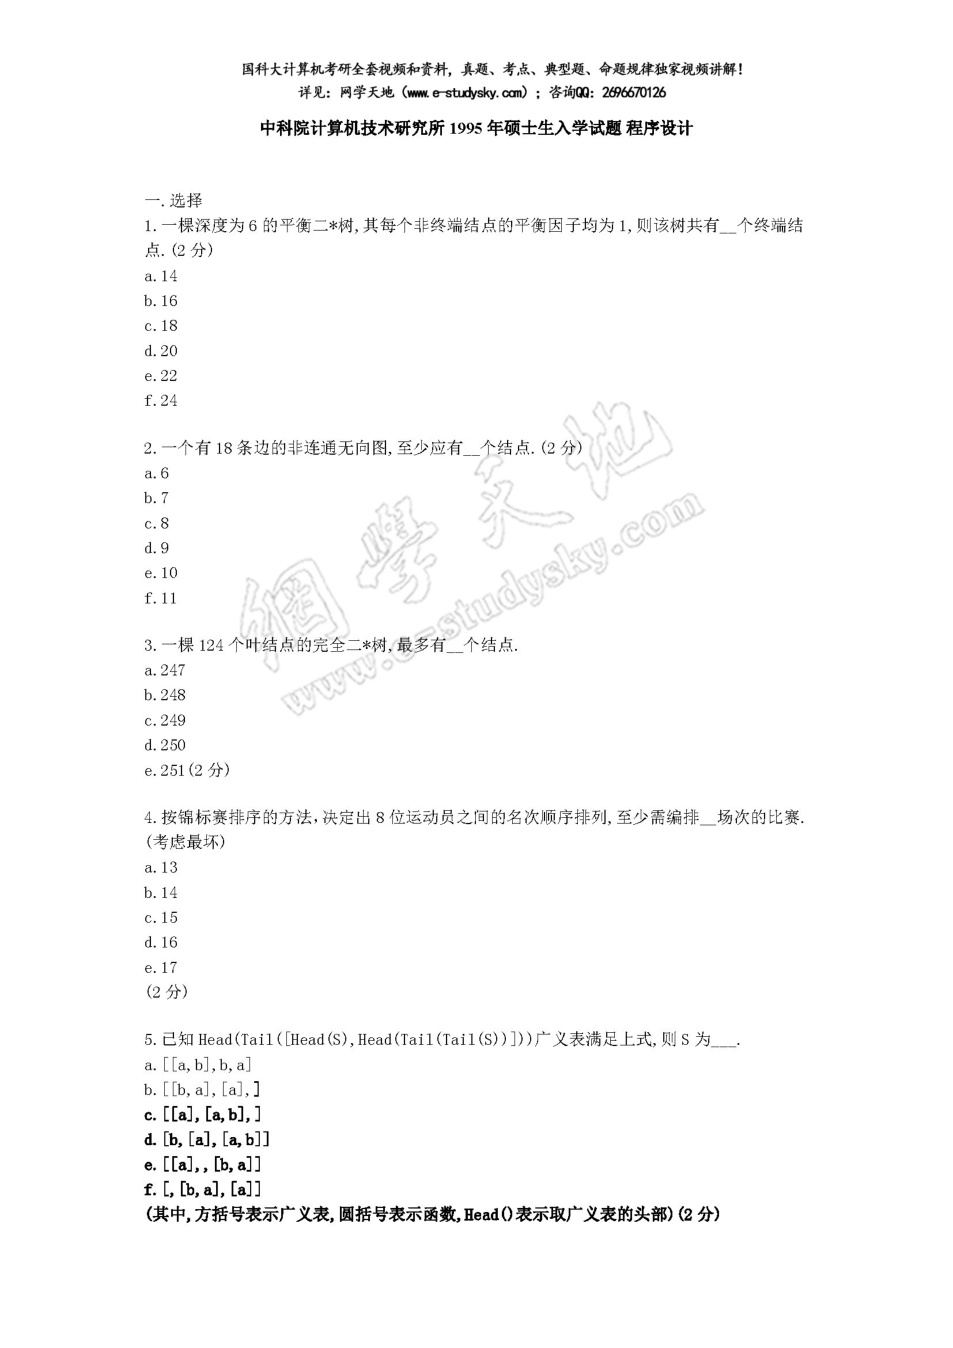 国科大计算机考研全套视频和资料，真题、考点、典型题、命题规律独家视频讲解！
详见：网学天地（www.e-studysky.com）；咨询QQ：2696670126
中科院计算机技术研究所 1995 年硕士生入学试题 程序设计
一.选择
1.一棵深度为 6 的平衡二*树,其每个非终端结点的平衡因子均为 1,则该树共有__个终端结
点.(2 分)
a.14
b.16
c.18
d.20
e.22
f.24
2.一个有 18 条边的非连通无向图,至少应有__个结点.(2 分)
a.6
b.7
c.8
d.9
e.10
f.11
3.一棵 124 个叶结点的完全二*树,最多有__个结点.
a.247
b.248
c.249
d.250
e.251(2 分)
4.按锦标赛排序的方法,决定出 8 位运动员之间的名次顺序排列,至少需编排__场次的比赛.
(考虑最坏)
a.13
b.14
c.15
d.16
e.17
(2 分)
5.已知 Head(Tail([Head(S),Head(Tail(Tail(S))]))广义表满足上式,则 S 为___.
a.[[a,b],b,a]
b.[[b,a],[a],]
c.[[a],[a,b],]
d.[b,[a],[a,b]]
e.[[a],,[b,a]]
f.[,[b,a],[a]]
(其中,方括号表示广义表,圆括号表示函数,Head()表示取广义表的头部)(2 分)
網學天地
www.e-studysky.com